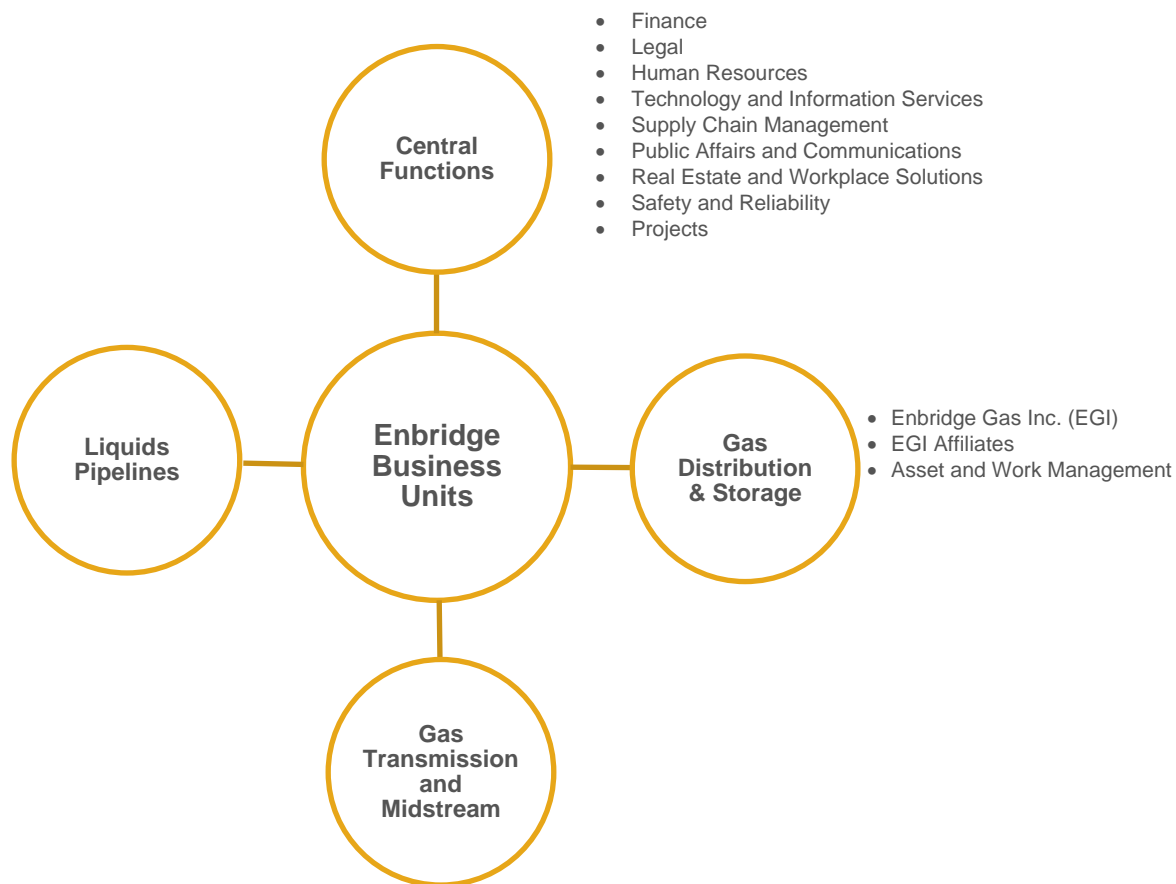 • Finance
• Legal
• Human Resources
• Technology and Information Services
• Supply Chain Management
• Public Affairs and Communications
• Real Estate and Workplace Solutions
• Safety and Reliability
• Projects
Central
Functions
Liquids
Pipelines
Enbridge
Business
Units
Gas
Distribution
& Storage
• Enbridge Gas Inc. (EGI)
• EGI Affiliates
• Asset and Work Management
Gas
Transmission
and
Midstream